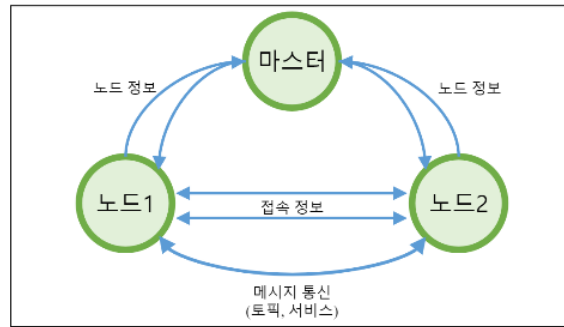 마스터
노드 정보
노드 정보
노드1
노드2
접속 정보
메시지 통신
(토픽, 서비스)